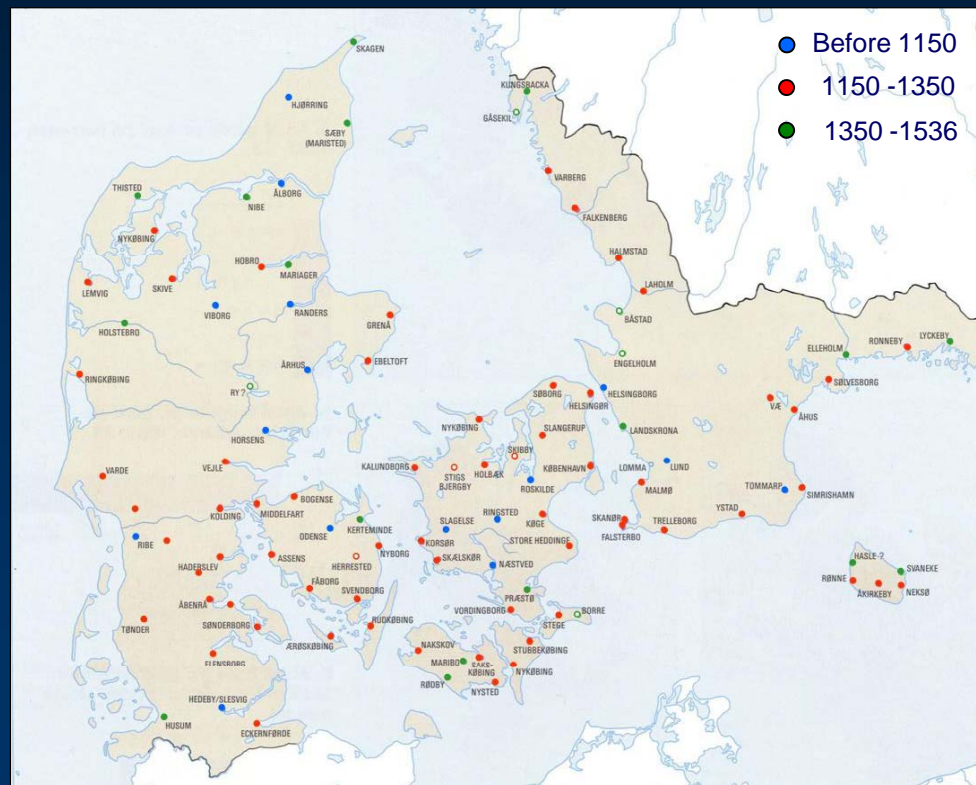 Before 1150
1150 -1350
1350 -1536
SKAGEN
HJØRRING
SÆBY
(MARISTED)
KUNGSBACKA
GÅSEKIL
THISTED
ÅLBORG
NIBE
VARBERG
FALKENBERG
NYKØBING
HOBRO
MARIAGER
HALMSTAD
LEMVIG
SKIVE
LAHOLM
VIBORG
RANDERS
GRENÅ
BÅSTAD
HOLSTEBRO
ENGELHOLM
ELLEHOLM
RONNEBY
LYCKEBY
EBELTOFT
ÅRHUS
RINGKØBING
RY ?
SØBORG
HELSINGØR
HELSINGBORG
SØLVESBORG
VÆ
ÅHUS
HORSENS
NYKØBING
SLANGERUP
LANDSKRONA
VEJLE
KALUNDBORG
STIGS
BJERGBY
HOLBÆK
SKIBBY
KØBENHAVN
LOMMA
LUND
VARDE
ROSKILDE
MALMØ
TOMMARP
SIMRISHAMN
KOLDING
MIDDELFART
BOGENSE
KERTEMINDE
ODENSE
SLAGELSE
RINGSTED
KØGE
SKANØR
FALSTERBO
TRELLEBORG
YSTAD
RIBE
HADERSLEV
ASSENS
HERRESTED
NYBORG
KORSØR
SKÆLSKØR
STORE HEDDINGE
NÆSTVED
HASLE ?
SVANEKE
RØNNE
ÅKIRKEBY
NEKSØ
ÅBENRÅ
FÅBORG
SVENDBORG
PRÆSTØ
VORDINGBORG
STEGE
BORRE
TØNDER
SØNDERBORG
ÆRØSKØBING
RUDKØBING
STUBBEKØBING
NAKSKOV
MARIBO
SAKS-
KØBING
NYKØBING
FLENSBORG
RØDBY
NYSTED
HEDEBY/SLESVIG
HUSUM
ECKERNFÖRDE